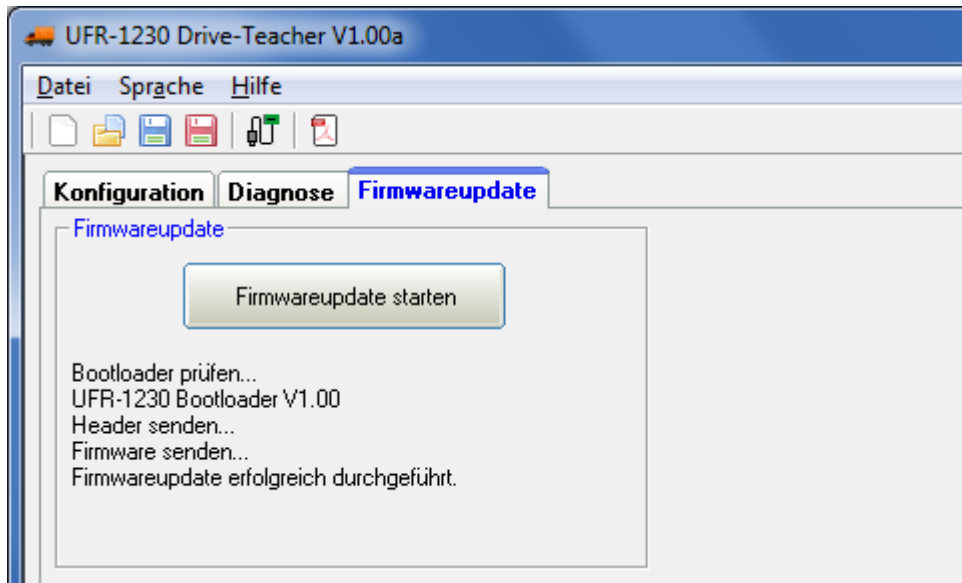 UFR-1230 Drive-Teacher V1.00a
Datei Sprache Hilfe
Konfiguration Diagnose Firmwareupdate
Firmwareupdate
Firmwareupdate starten
Bootloader prüfen...
UFR-1230 Bootloader V1.00
Header senden...
Firmware senden...
Firmwareupdate erfolgreich durchgeführt.